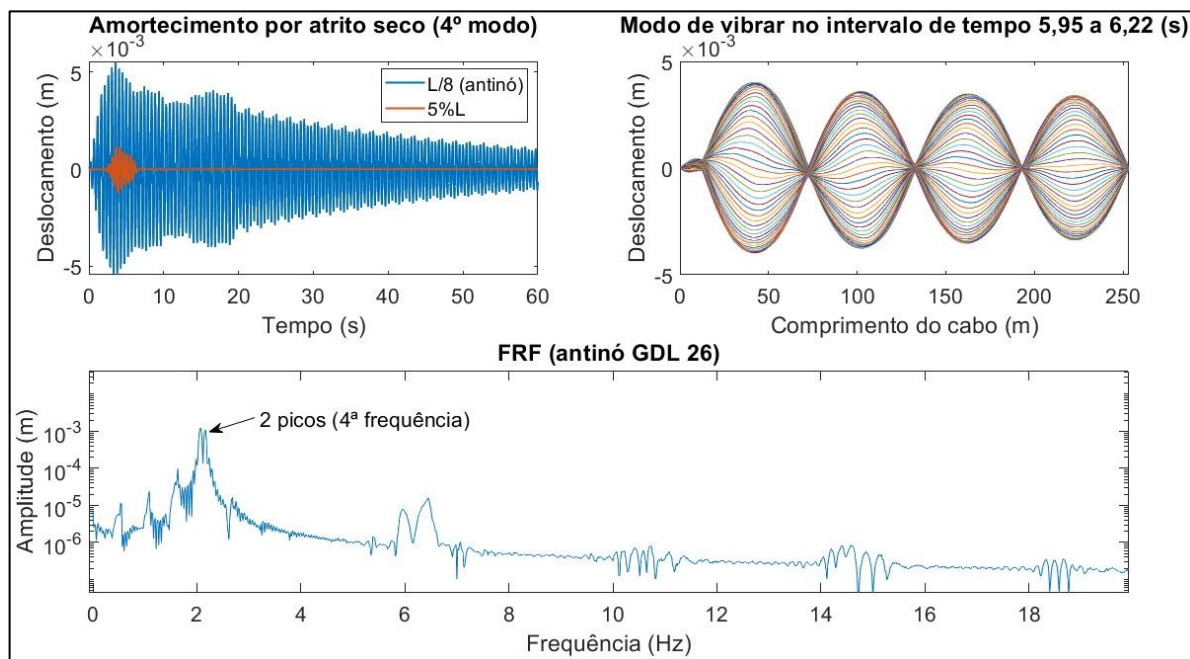 Amortecimento por atrito seco (4º modo)
×10⁻³
Deslocamento (m)
5
0
-5
L/8 (antinó)
5%L
0 10 20 30 40 50 60
Tempo (s)
Modo de vibrar no intervalo de tempo 5,95 a 6,22 (s)
×10⁻³
Deslocamento (m)
5
0
-5
0 50 100 150 200 250
Comprimento do cabo (m)
FRF (antinó GDL 26)
Amplitude (m)
10⁻³
10⁻⁴
10⁻⁵
10⁻⁶
2 picos (4ª frequência)
0 2 4 6 8 10 12 14 16 18
Frequência (Hz)